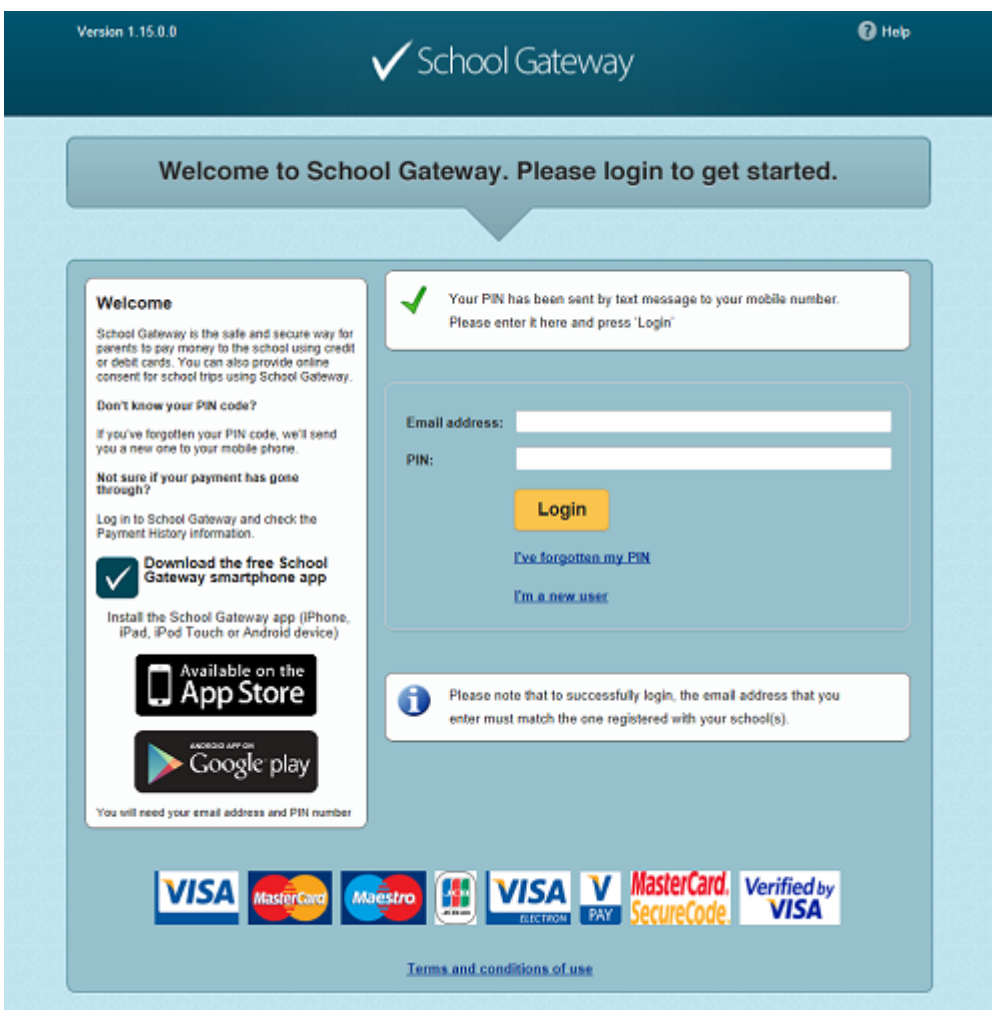 Version 1.15.0.0
? Help
School Gateway
Welcome to School Gateway. Please login to get started.
Welcome
School Gateway is the safe and secure way for
parents to pay money to the school using credit
or debit cards. You can also provide online
consent for school trips using School Gateway.
Don't know your PIN code?
If you've forgotten your PIN code, we'll send
you a new one to your mobile phone.
Not sure if your payment has gone
through?
Log in to School Gateway and check the
Payment History information.
Download the free School
Gateway smartphone app
Install the School Gateway app (iPhone,
iPad, iPod Touch or Android device)
Available on the
App Store
ANDROID APP ON
Google play
You will need your email address and PIN number
Your PIN has been sent by text message to your mobile number.
Please enter it here and press 'Login'
Email address:
PIN:
Login
I've forgotten my PIN
I'm a new user
i
Please note that to successfully login, the email address that you
enter must match the one registered with your school(s).
VISA
MasterCard
Maestro
JCB
VISA
ELECTRON
V
PAY
MasterCard.
SecureCode.
Verified by
VISA
Terms and conditions of use